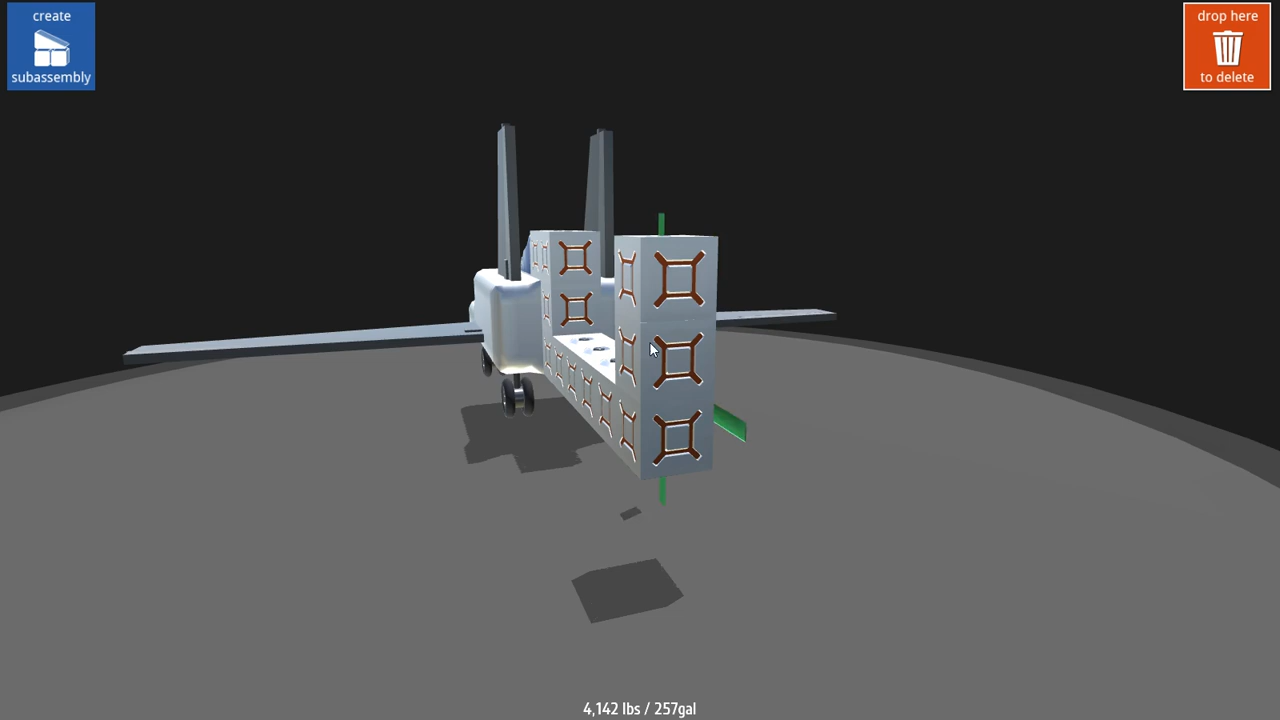 create
subassembly
drop here
to delete
4,142 lbs / 257gal